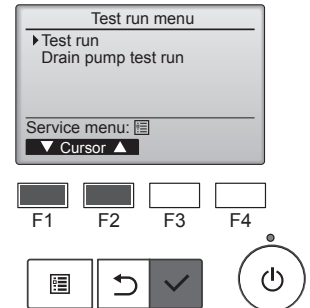 Test run menu
Test run
Drain pump test run
Service menu:
▼ Cursor ▲
F1 F2 F3 F4